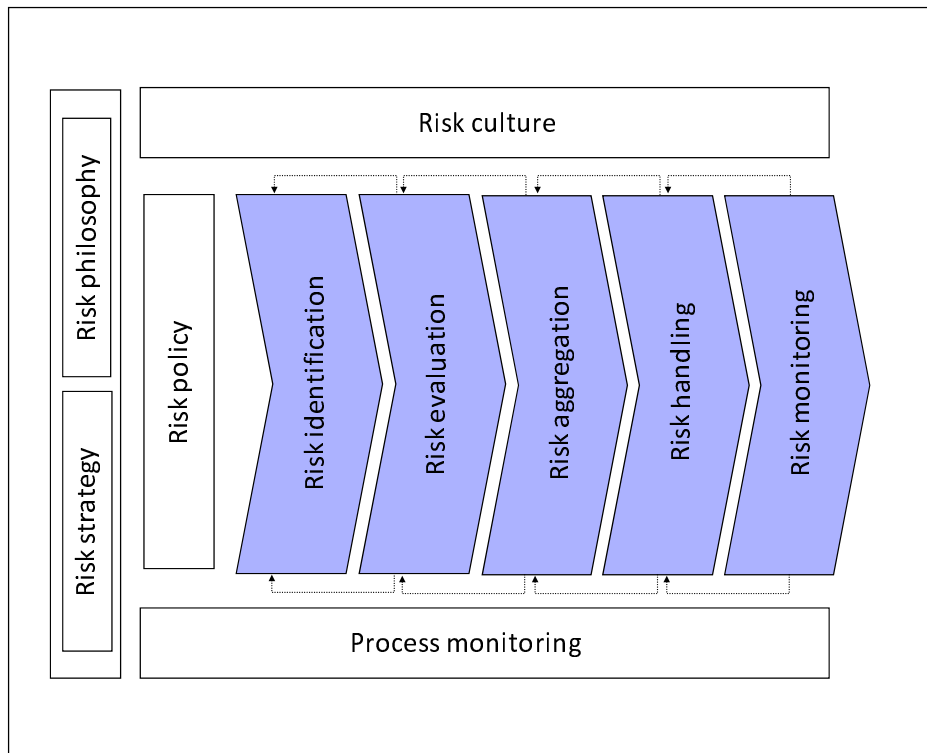 Risk culture
Risk philosophy
Risk strategy
Risk policy
Risk identification
Risk evaluation
Risk aggregation
Risk handling
Risk monitoring
Process monitoring